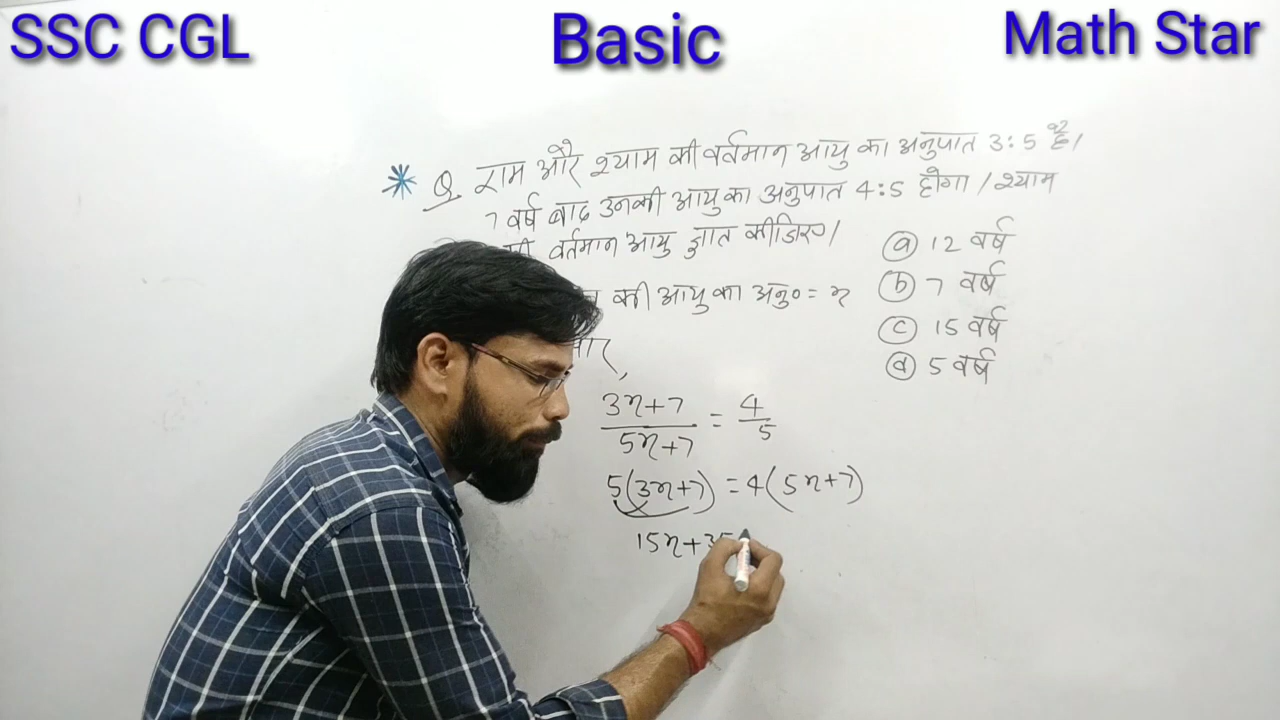 SSC CGL Basic Math Star
Q. राम और श्याम की वर्तमान आयु का अनुपात 3:5 है।
7 वर्ष बाद उनकी आयु का अनुपात 4:5 होगा। श्याम
वर्तमान आयु ज्ञात कीजिए।
(a) 12 वर्ष
(b) 7 वर्ष
(c) 15 वर्ष
(d) 5 वर्ष
की आयु का अनु० = x
3x+7/5x+7 = 4/5
5(3x+7) = 4(5x+7)
15x+35